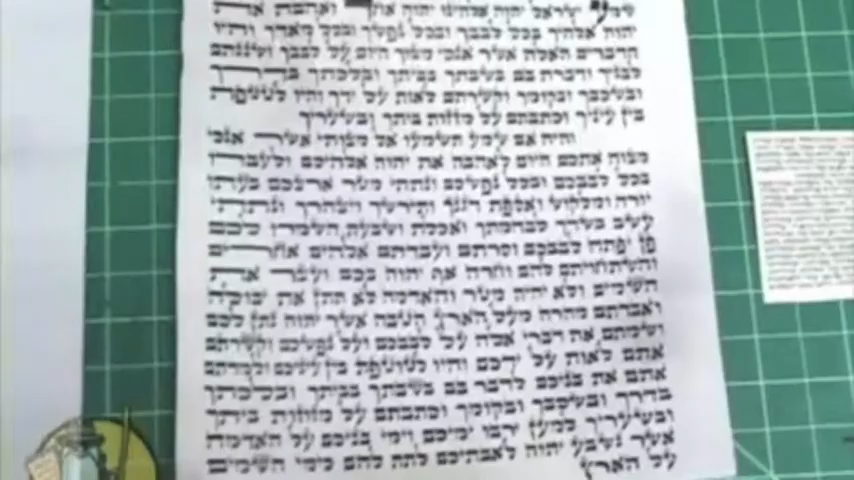 שמע ישראל יהוה אלהינו יהוה אחד ואהבת את
יהוה אלהיך בכל לבבך ובכל נפשך ובכל מאדך והיו
הדברים האלה אשר אנכי מצוך היום על לבבך ושננתם
לבניך ודברת בם בשבתך בביתך ובלכתך בדרך
ובשכבך ובקומך וקשרתם לאות על ידך והיו לטטפת
בין עיניך וכתבתם על מזזות ביתך ובשעריך
והיה אם שמע תשמעו אל מצותי אשר אנכי
מצוה אתכם היום לאהבה את יהוה אלהיכם ולעבדו
בכל לבבכם ובכל נפשכם ונתתי מטר ארצכם בעתו
יורה ומלקוש ואספת דגנך ותירשך ויצהרך ונתתי
עשב בשדך לבהמתך ואכלת ושבעת השמרו לכם
פן יפתה לבבכם וסרתם ועבדתם אלהים אחרים
והשתחויתם להם וחרה אף יהוה בכם ועצר את
השמים ולא יהיה מטר והאדמה לא תתן את יבולה
ואבדתם מהרה מעל הארץ הטבה אשר יהוה נתן לכם
ושמתם את דברי אלה על לבבכם ועל נפשכם וקשרתם
אתם לאות על ידכם והיו לטוטפת בין עיניכם ולמדתם
אתם את בניכם לדבר בם בשבתך בביתך ובלכתך
בדרך ובשכבך ובקומך וכתבתם על מזוזות ביתך
ובשעריך למען ירבו ימיכם וימי בניכם על האדמה
אשר נשבע יהוה לאבתיכם לתת להם כימי השמים
על הארץ